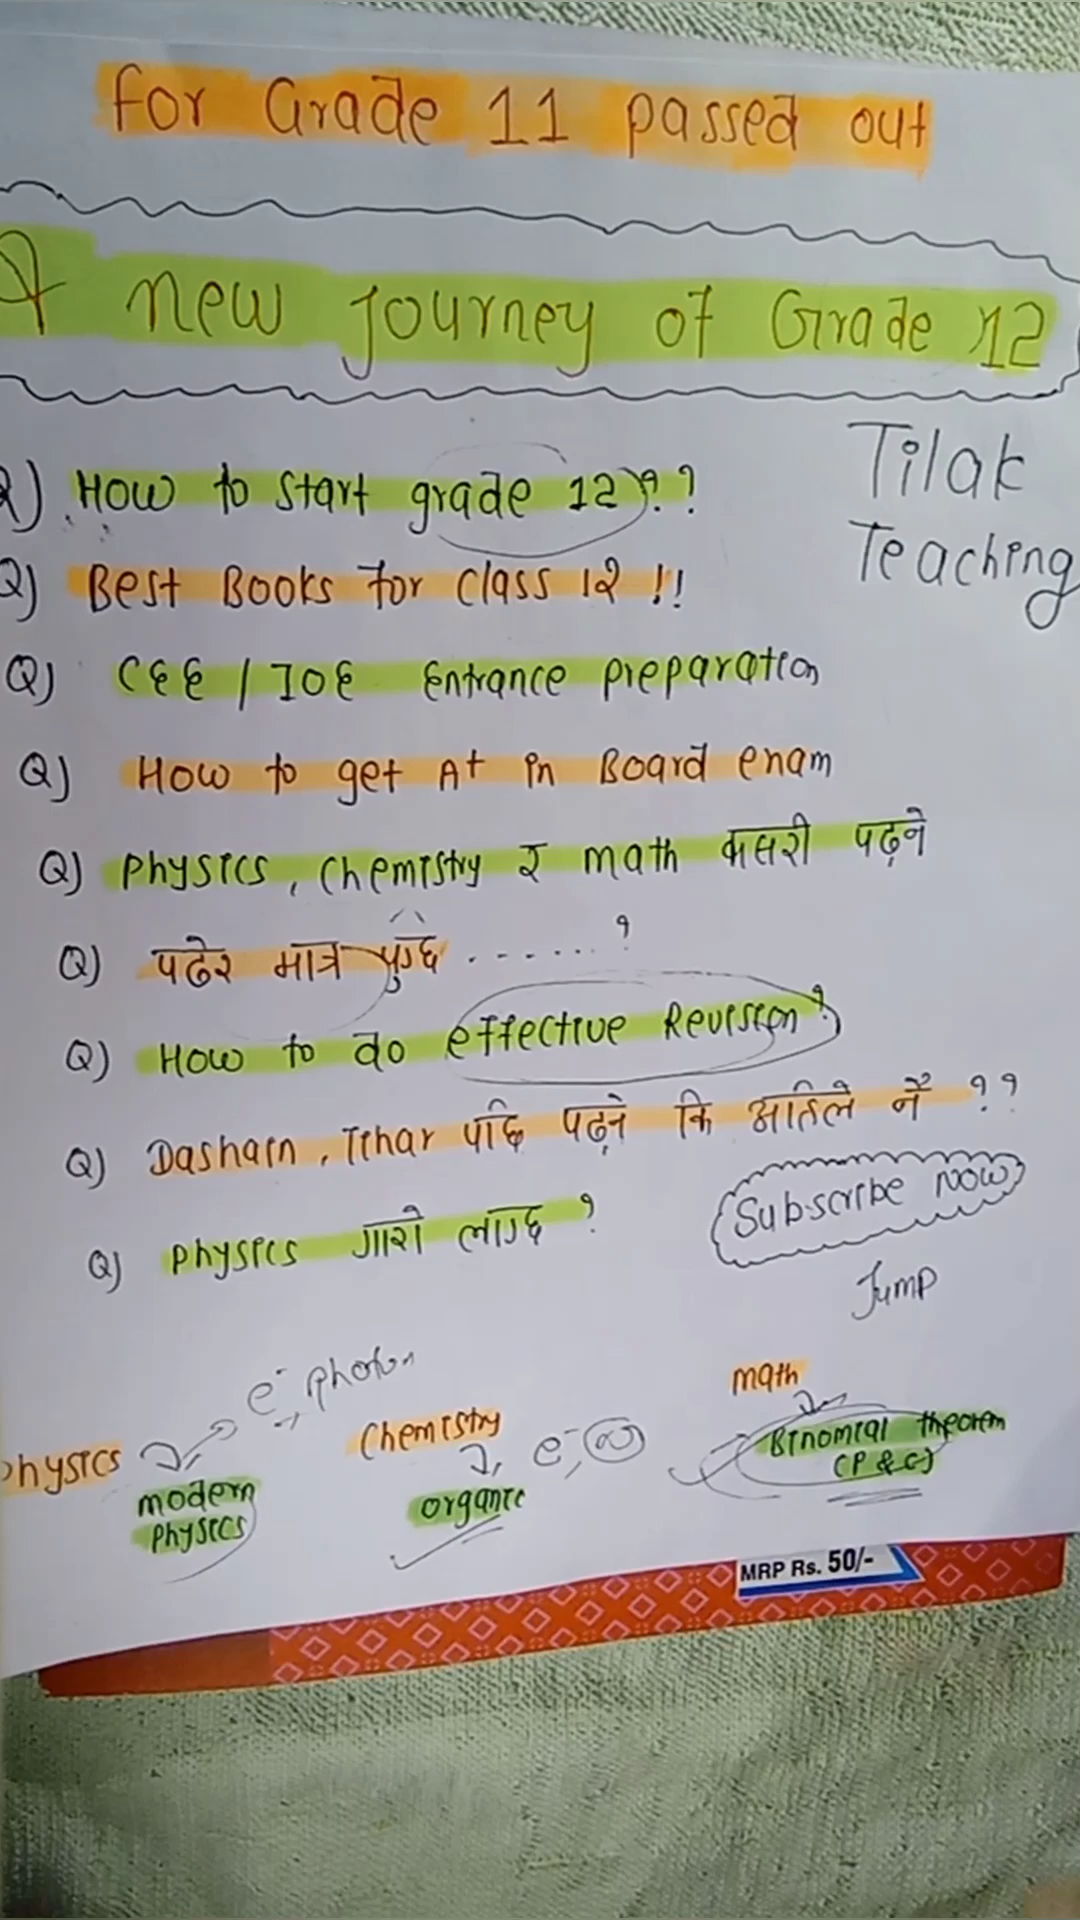 For Grade 11 passed out
A new journey of Grade 12
Tilak
Teaching
Q) How to start grade 12 ??
Q) Best Books for class 12 !!
Q) CEE / IOE Entrance preparation
Q) How to get A+ in Board exam
Q) Physics, Chemistry र math कसरी पढ्ने
Q) पढेर मात्र पुग्छ .......?
Q) How to do effective Revision?
Q) Dashain, Tihar पछि पढ्ने कि अहिले नै ??
Q) Physics गारो लाग्छ ?
Subscribe Now
Jump
e⁻, photon
Physics
modern
physics
Chemistry
organic
e⁻,
math
Binomial theorem
(P & C)
MRP Rs. 50/-